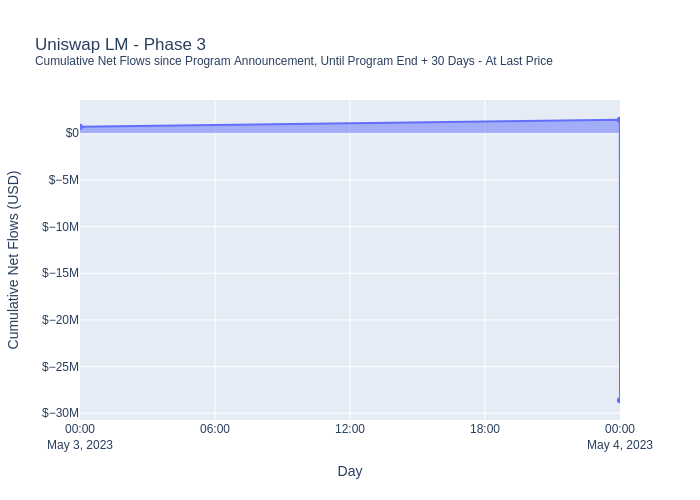 Uniswap LM - Phase 3
Cumulative Net Flows since Program Announcement, Until Program End + 30 Days - At Last Price
Cumulative Net Flows (USD)
$0
$−5M
$−10M
$−15M
$−20M
$−25M
$−30M
00:00
May 3, 2023
06:00
12:00
18:00
00:00
May 4, 2023
Day